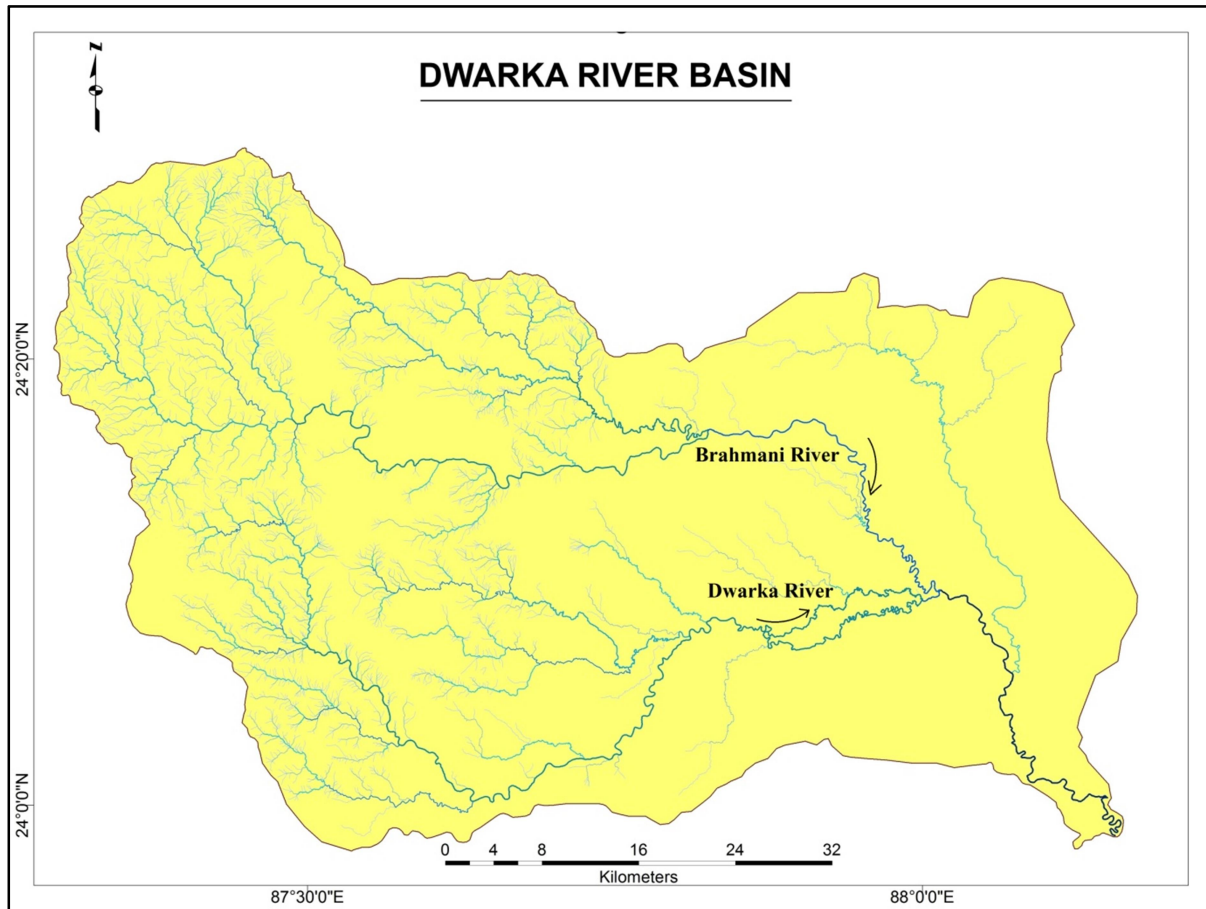 DWARKA RIVER BASIN
N
24°20'0"N
Brahmani River
Dwarka River
24°0'0"N
0 4 8 16 24 32
Kilometers
87°30'0"E 88°0'0"E